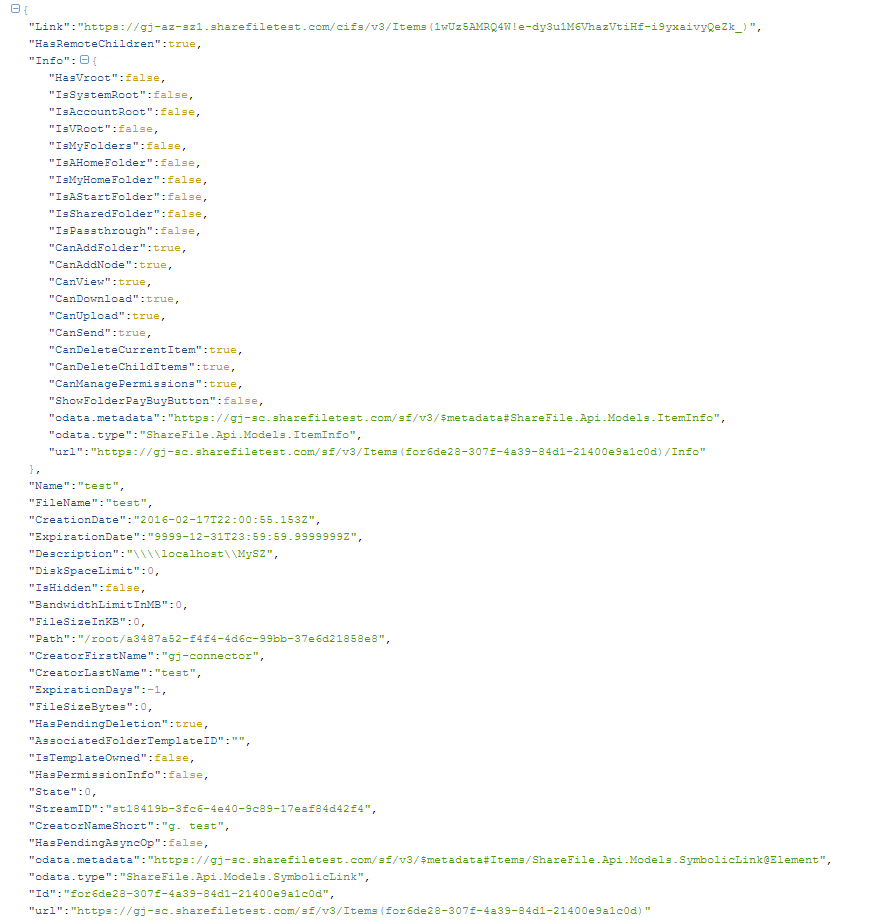 {
"Link":"https://gj-az-sz1.sharefiletest.com/cifs/v3/Items(1wUz5AMRQ4W!e-dy3u1M6VhazVtiHf-i9yxaivyQeZk_)",
"HasRemoteChildren":true,
"Info":{
"HasVroot":false,
"IsSystemRoot":false,
"IsAccountRoot":false,
"IsVRoot":false,
"IsMyFolders":false,
"IsAHomeFolder":false,
"IsMyHomeFolder":false,
"IsAStartFolder":false,
"IsSharedFolder":false,
"IsPassthrough":false,
"CanAddFolder":true,
"CanAddNode":true,
"CanView":true,
"CanDownload":true,
"CanUpload":true,
"CanSend":true,
"CanDeleteCurrentItem":true,
"CanDeleteChildItems":true,
"CanManagePermissions":true,
"ShowFolderPayBuyButton":false,
"odata.metadata":"https://gj-sc.sharefiletest.com/sf/v3/$metadata#ShareFile.Api.Models.ItemInfo",
"odata.type":"ShareFile.Api.Models.ItemInfo",
"url":"https://gj-sc.sharefiletest.com/sf/v3/Items(for6de28-307f-4a39-84d1-21400e9a1c0d)/Info"
},
"Name":"test",
"FileName":"test",
"CreationDate":"2016-02-17T22:00:55.153Z",
"ExpirationDate":"9999-12-31T23:59:59.9999999Z",
"Description":"\\\\localhost\\MySZ",
"DiskSpaceLimit":0,
"IsHidden":false,
"BandwidthLimitInMB":0,
"FileSizeInKB":0,
"Path":"/root/a3487a52-f4f4-4d6c-99bb-37e6d21858e8",
"CreatorFirstName":"gj-connector",
"CreatorLastName":"test",
"ExpirationDays":-1,
"FileSizeBytes":0,
"HasPendingDeletion":true,
"AssociatedFolderTemplateID":"",
"IsTemplateOwned":false,
"HasPermissionInfo":false,
"State":0,
"StreamID":"st18419b-3fc6-4e40-9c89-17eaf84d42f4",
"CreatorNameShort":"g. test",
"HasPendingAsyncOp":false,
"odata.metadata":"https://gj-sc.sharefiletest.com/sf/v3/$metadata#Items/ShareFile.Api.Models.SymbolicLink@Element",
"odata.type":"ShareFile.Api.Models.SymbolicLink",
"Id":"for6de28-307f-4a39-84d1-21400e9a1c0d",
"url":"https://gj-sc.sharefiletest.com/sf/v3/Items(for6de28-307f-4a39-84d1-21400e9a1c0d)"